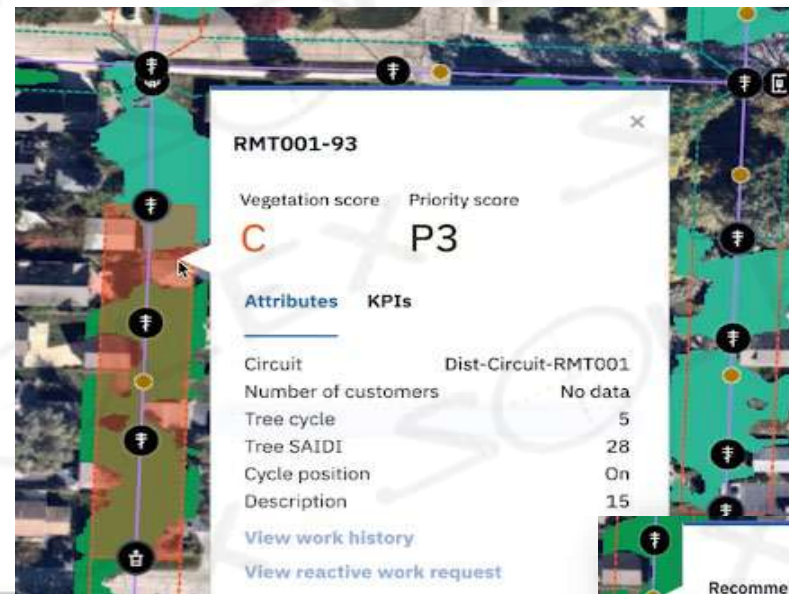 RMT001-93
Vegetation score Priority score
C P3
Attributes KPIs
Circuit Dist-Circuit-RMT001
Number of customers No data
Tree cycle 5
Tree SAIDI 28
Cycle position On
Description 15
View work history
View reactive work request
Recomme